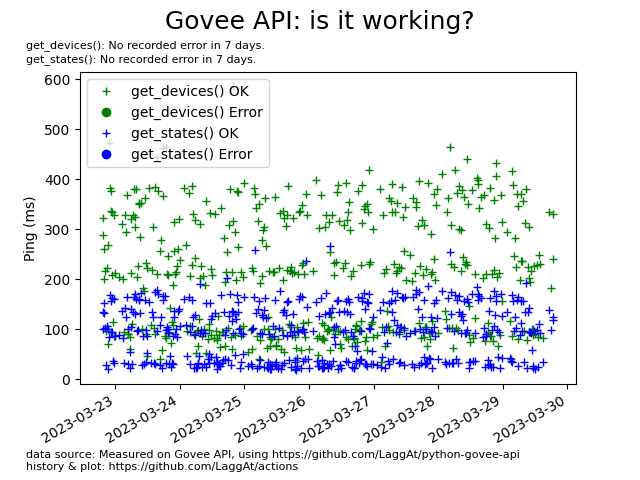 Govee API: is it working?
get_devices(): No recorded error in 7 days.
get_states(): No recorded error in 7 days.
600
500
400
300
200
100
0
Ping (ms)
get_devices() OK
get_devices() Error
get_states() OK
get_states() Error
2023-03-23
2023-03-24
2023-03-25
2023-03-26
2023-03-27
2023-03-28
2023-03-29
2023-03-30
data source: Measured on Govee API, using https://github.com/LaggAt/python-govee-api
history & plot: https://github.com/LaggAt/actions